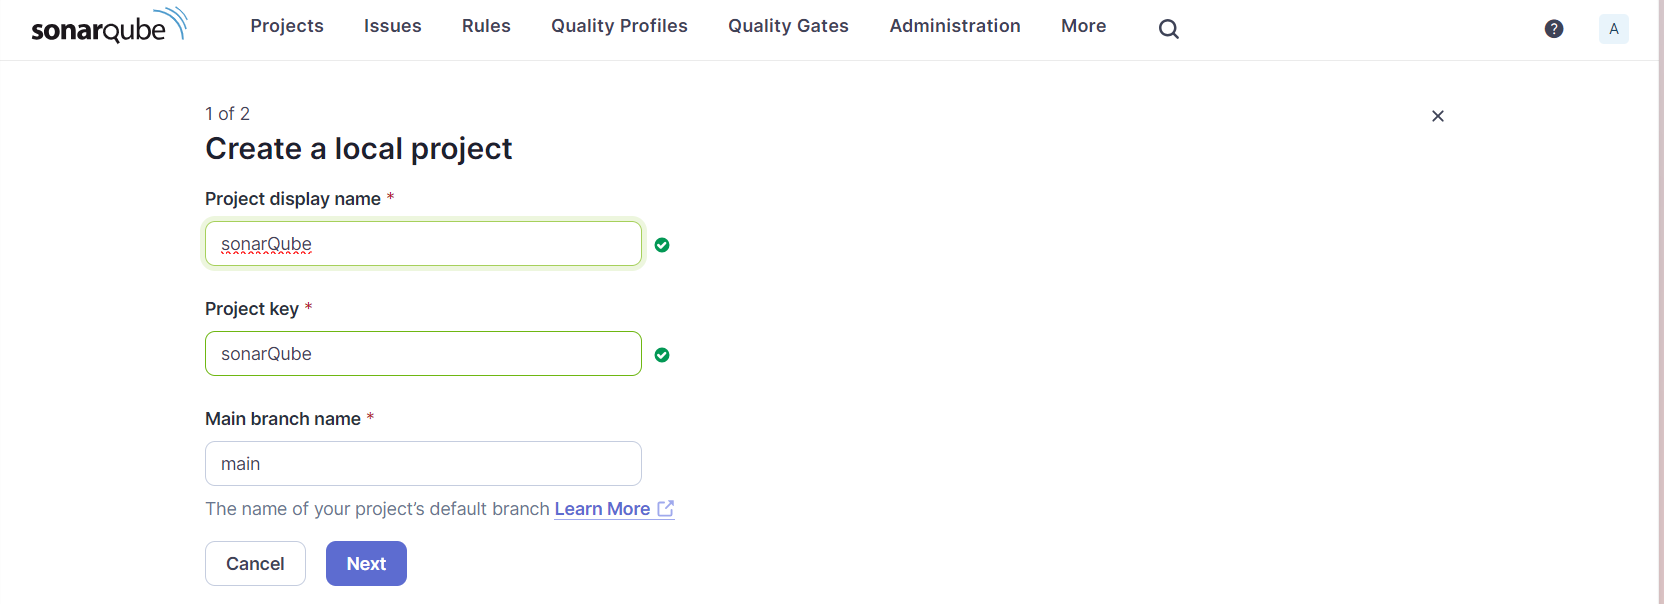 sonarqube Projects Issues Rules Quality Profiles Quality Gates Administration More ? A
1 of 2
Create a local project
Project display name *
sonarQube
Project key *
sonarQube
Main branch name *
main
The name of your project's default branch Learn More
Cancel Next